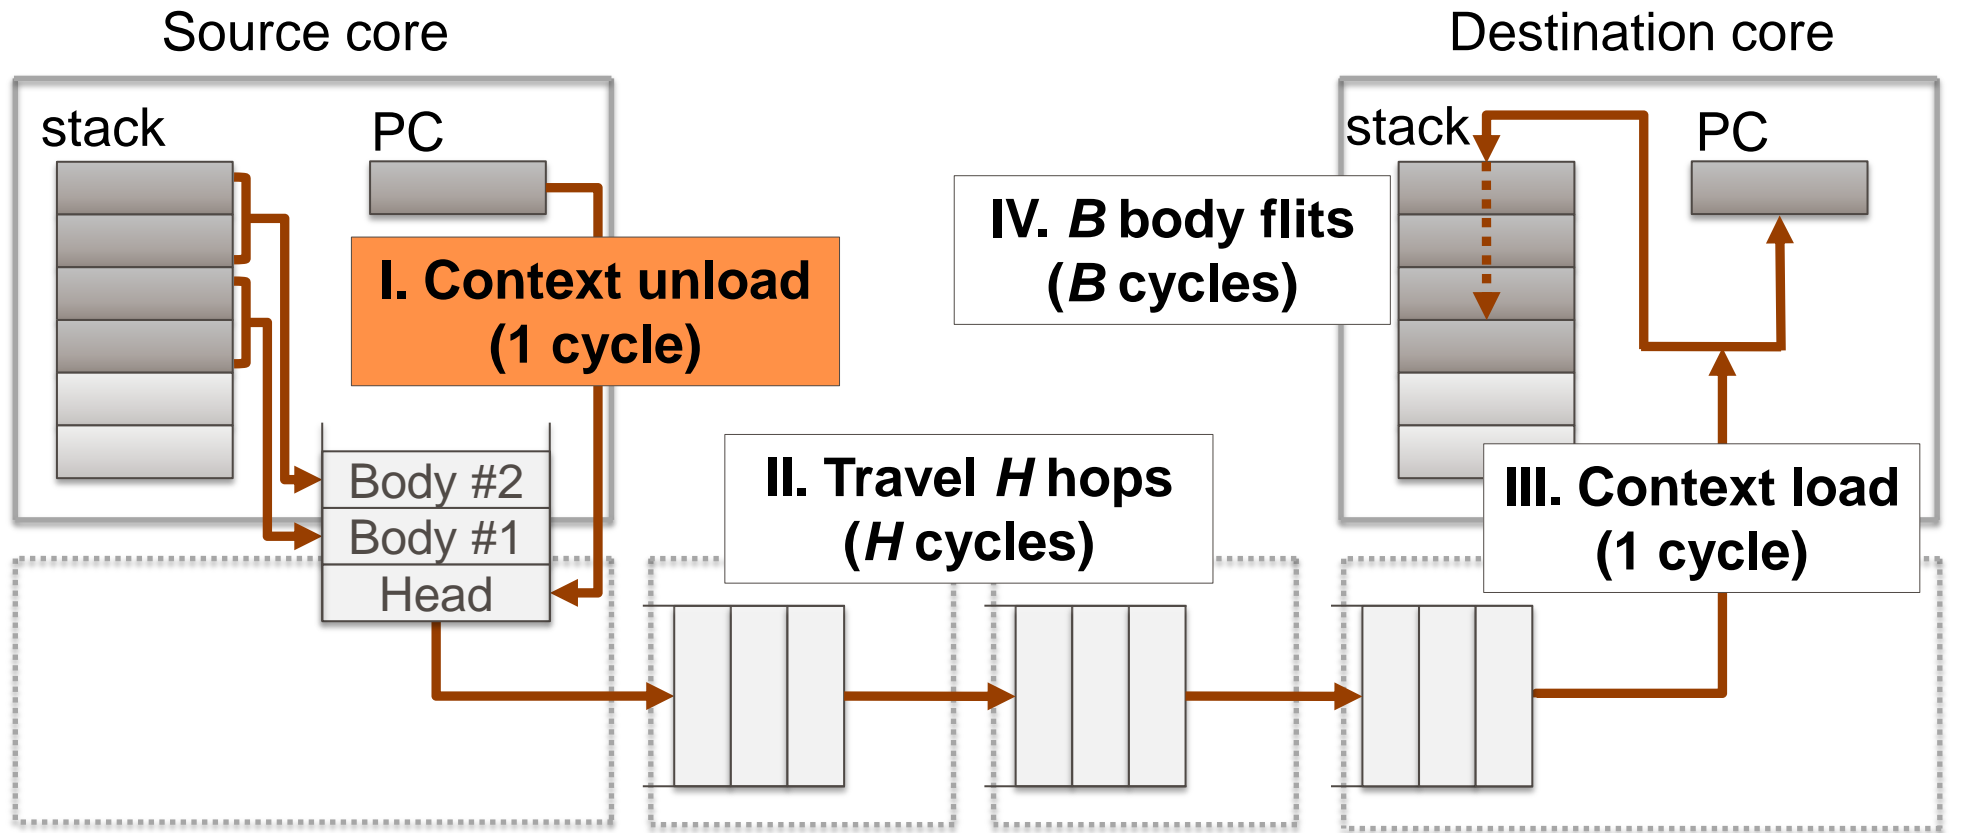 Source core
Destination core
stack
PC
stack
PC
I. Context unload
(1 cycle)
IV. B body flits
(B cycles)
Body #2
Body #1
Head
II. Travel H hops
(H cycles)
III. Context load
(1 cycle)